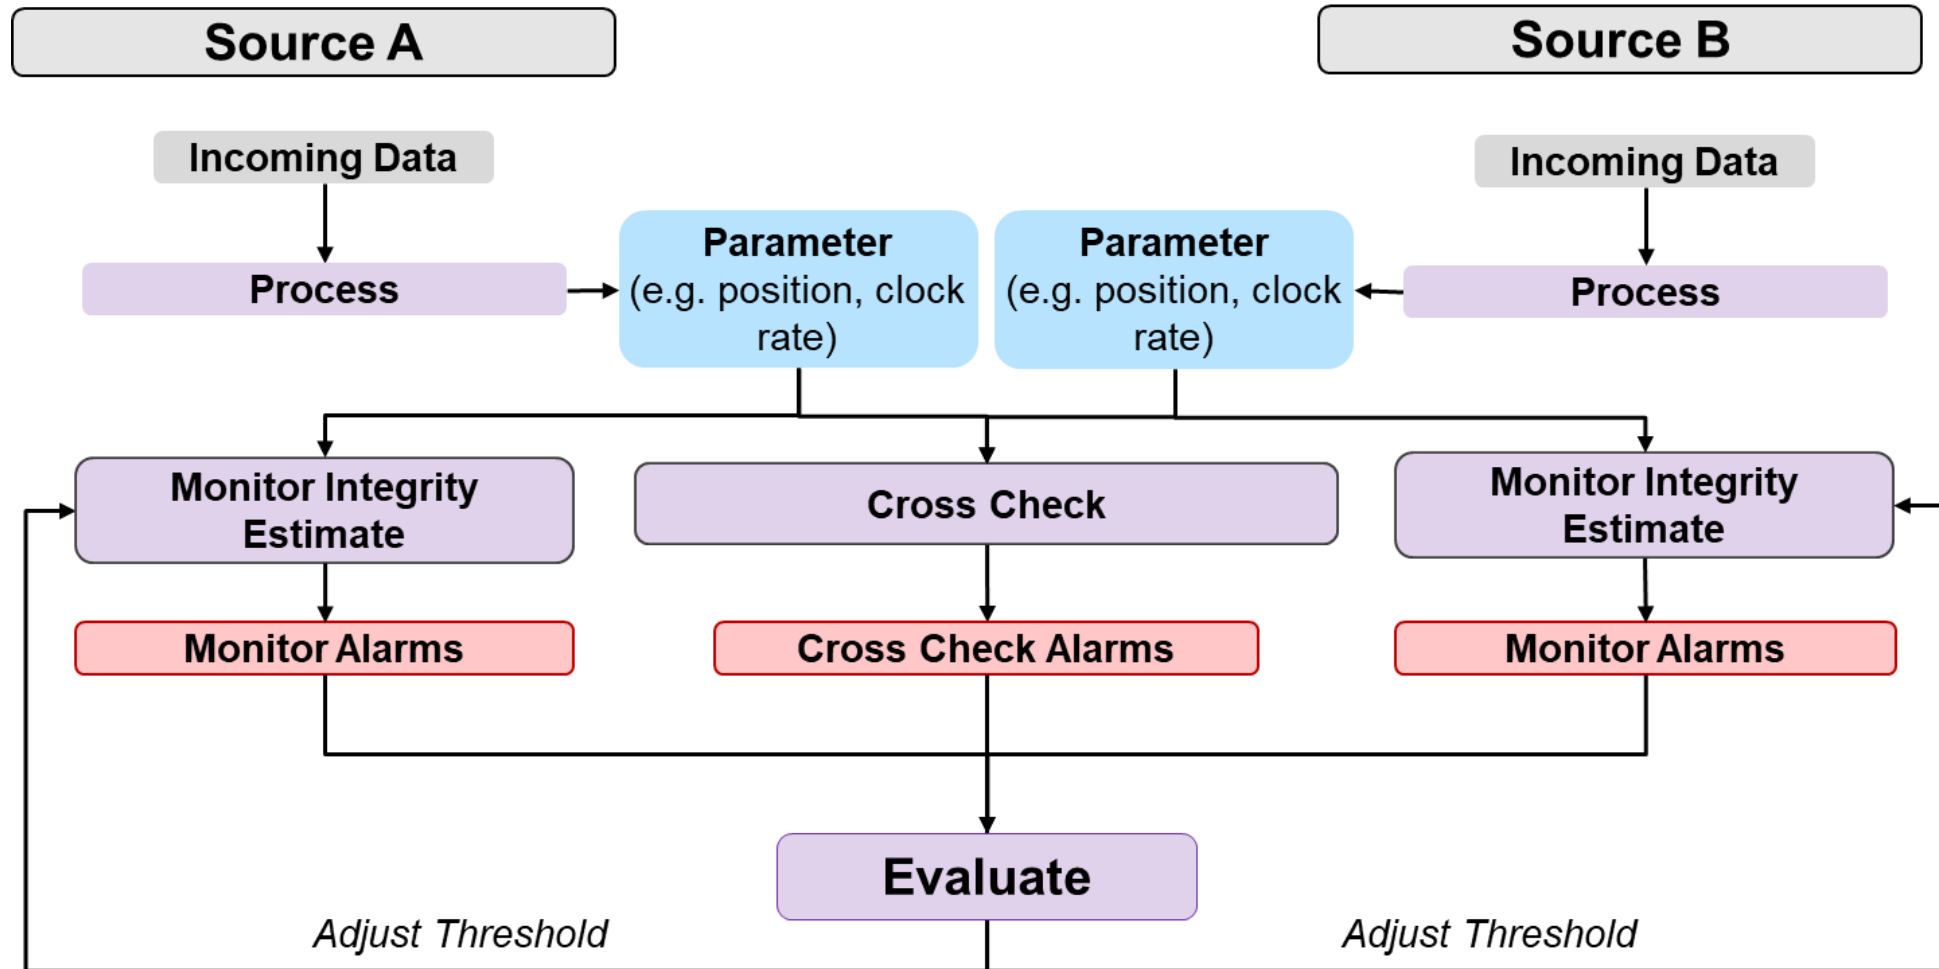 Source A
Source B
Incoming Data
Incoming Data
Process
Parameter
(e.g. position, clock
rate)
Parameter
(e.g. position, clock
rate)
Process
Monitor Integrity
Estimate
Cross Check
Monitor Integrity
Estimate
Monitor Alarms
Cross Check Alarms
Monitor Alarms
Evaluate
Adjust Threshold
Adjust Threshold